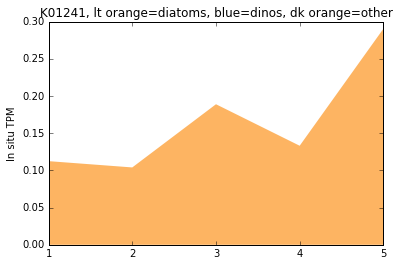 K01241, lt orange=diatoms, blue=dinos, dk orange=other
In situ TPM
0.30
0.25
0.20
0.15
0.10
0.05
0.00
1 2 3 4 5